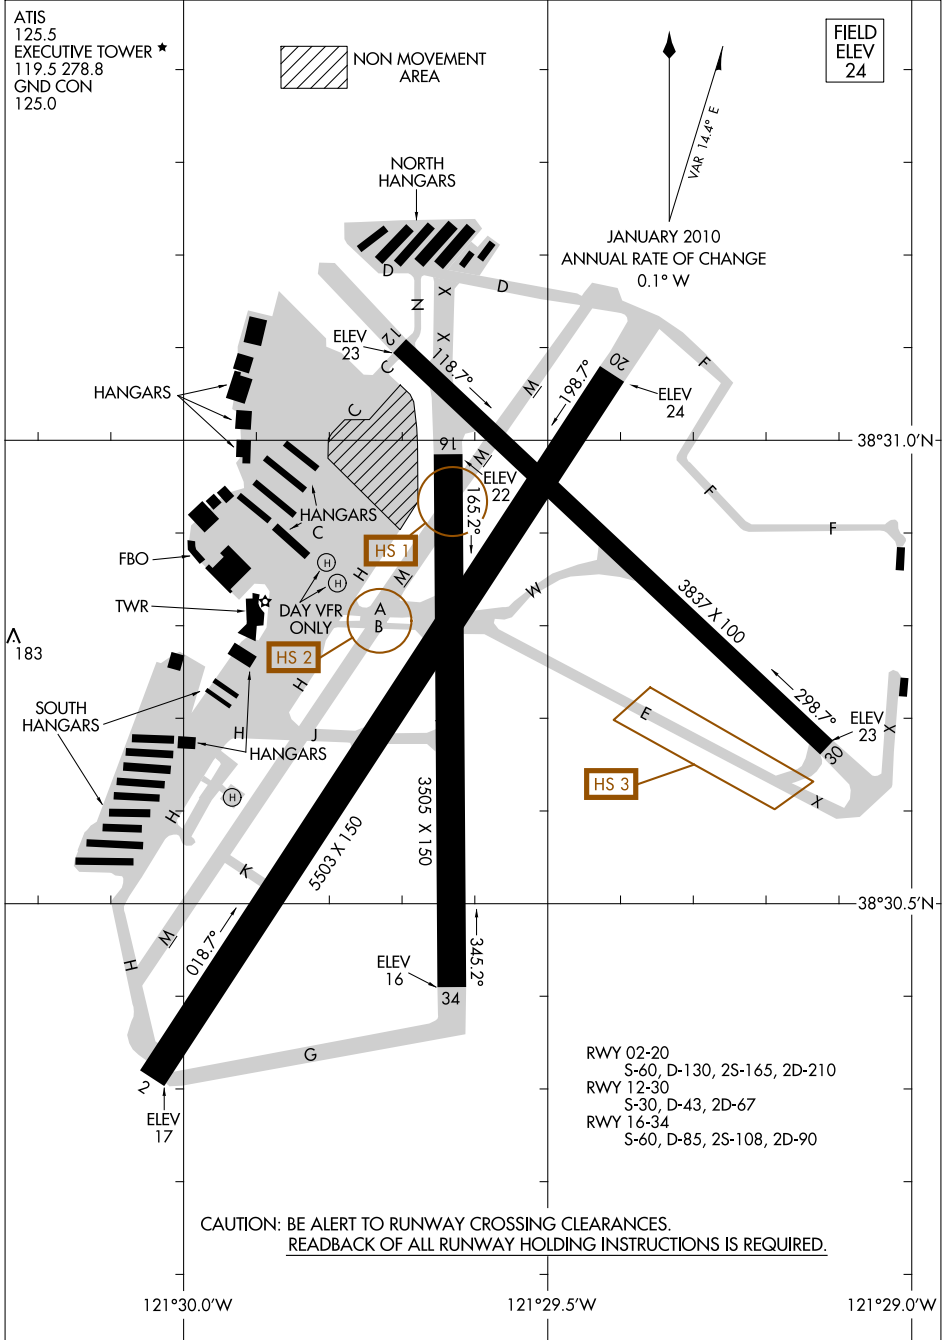 ATIS
125.5
EXECUTIVE TOWER ★
119.5 278.8
GND CON
125.0
NON MOVEMENT
AREA
FIELD
ELEV
24
VAR 14.4° E
JANUARY 2010
ANNUAL RATE OF CHANGE
0.1° W
NORTH
HANGARS
D
X
D
N
X
F
12
ELEV
23
C
118.7°
M
198.7°
20
ELEV
24
HANGARS
C
16
38°31.0'N
M
ELEV
22
165.2°
F
F
HANGARS
C
HS 1
FBO
H
H
H
M
W
3837 X 100
TWR
DAY VFR
ONLY
A
B
HS 2
183
H
298.7°
ELEV
23
X
30
SOUTH
HANGARS
H
J
HANGARS
E
HS 3
X
H
H
3505 X 150
5503 X 150
K
38°30.5'N
M
018.7°
H
345.2°
ELEV
16
34
G
2
ELEV
17
RWY 02-20
S-60, D-130, 2S-165, 2D-210
RWY 12-30
S-30, D-43, 2D-67
RWY 16-34
S-60, D-85, 2S-108, 2D-90
CAUTION: BE ALERT TO RUNWAY CROSSING CLEARANCES.
READBACK OF ALL RUNWAY HOLDING INSTRUCTIONS IS REQUIRED.
121°30.0'W
121°29.5'W
121°29.0'W